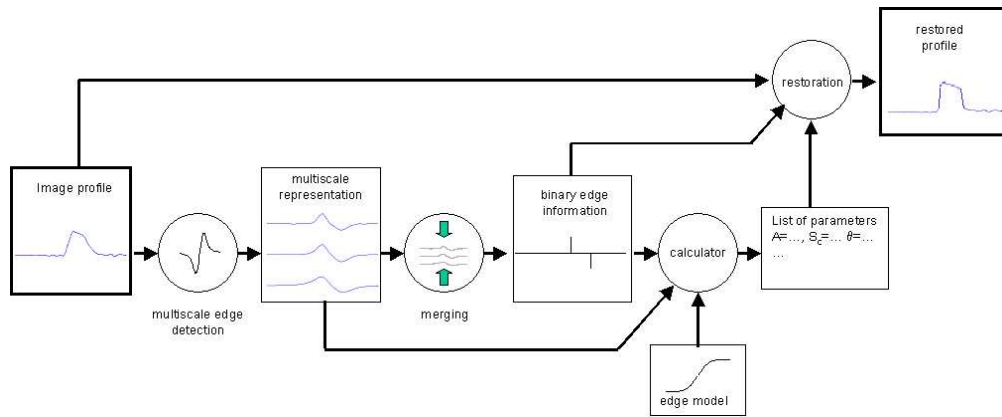 restored
profile
restoration
Image profile
multiscale
representation
binary edge
information
List of parameters
A=..., Sc=... θ=...
...
calculator
multiscale edge
detection
merging
edge model